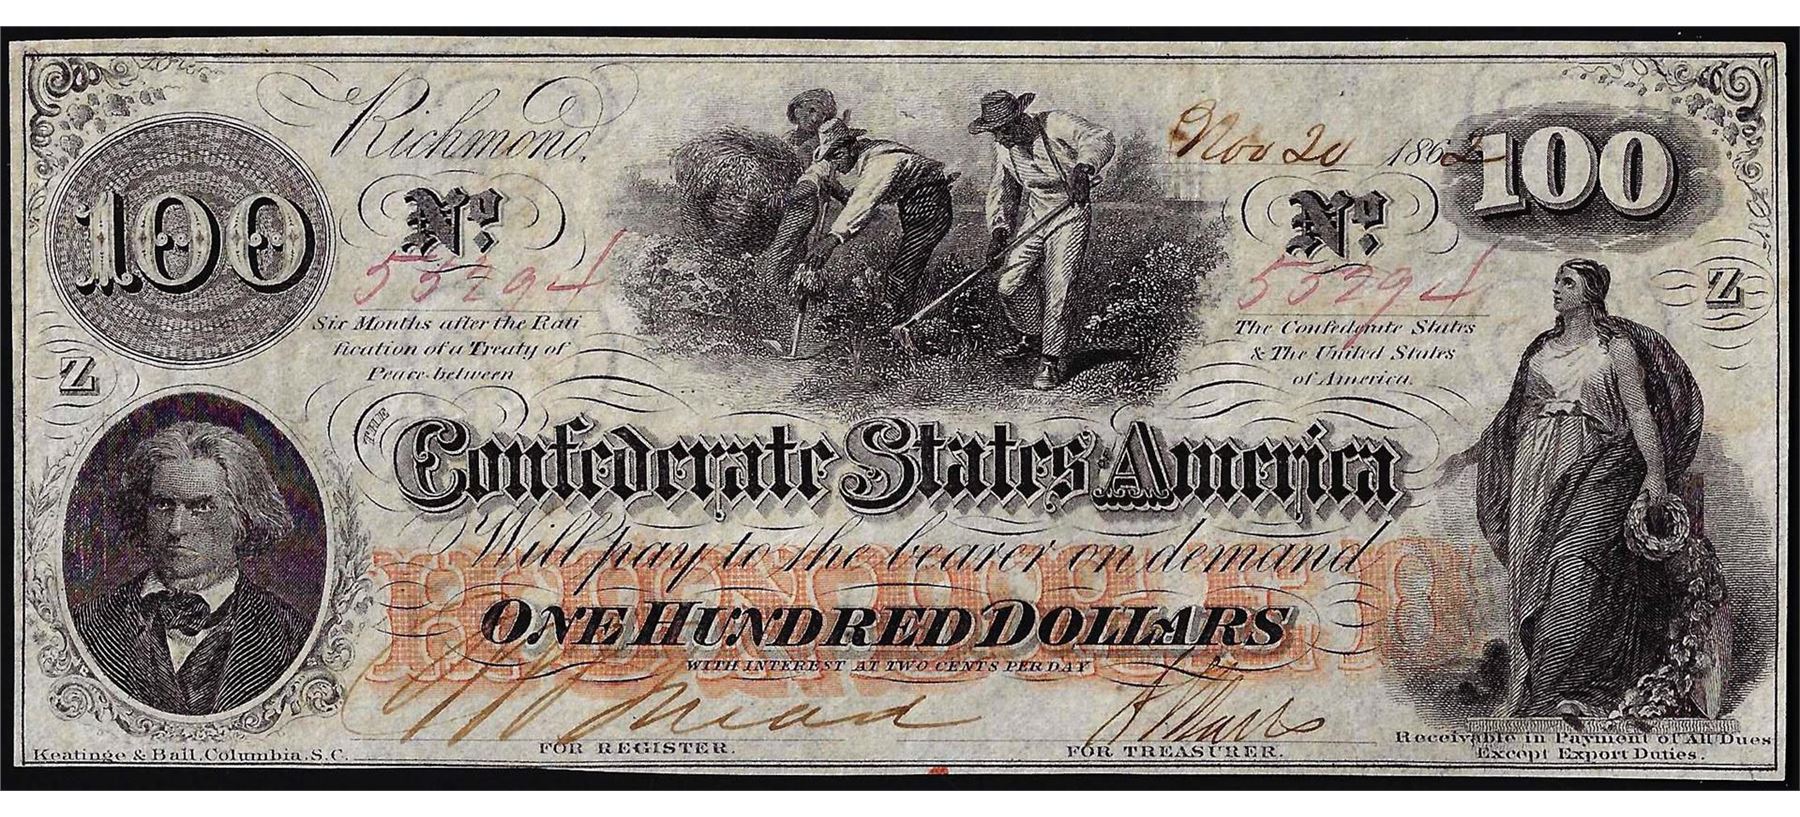 Richmond,
Nov 20 1862
100
100
No.
No.
55294
55294
Six Months after the Rati
fication of a Treaty of
Peace between
The Confederate States
& The United States
of America.
Z
Z
THE
Confederate States America
Will pay to the bearer on demand
HUNDRED
ONE HUNDRED DOLLARS
WITH INTEREST AT TWO CENTS PER DAY
FOR REGISTER.
FOR TREASURER.
Keatinge & Ball, Columbia, S.C.
Receivable in Payment of All Dues
Except Export Duties.